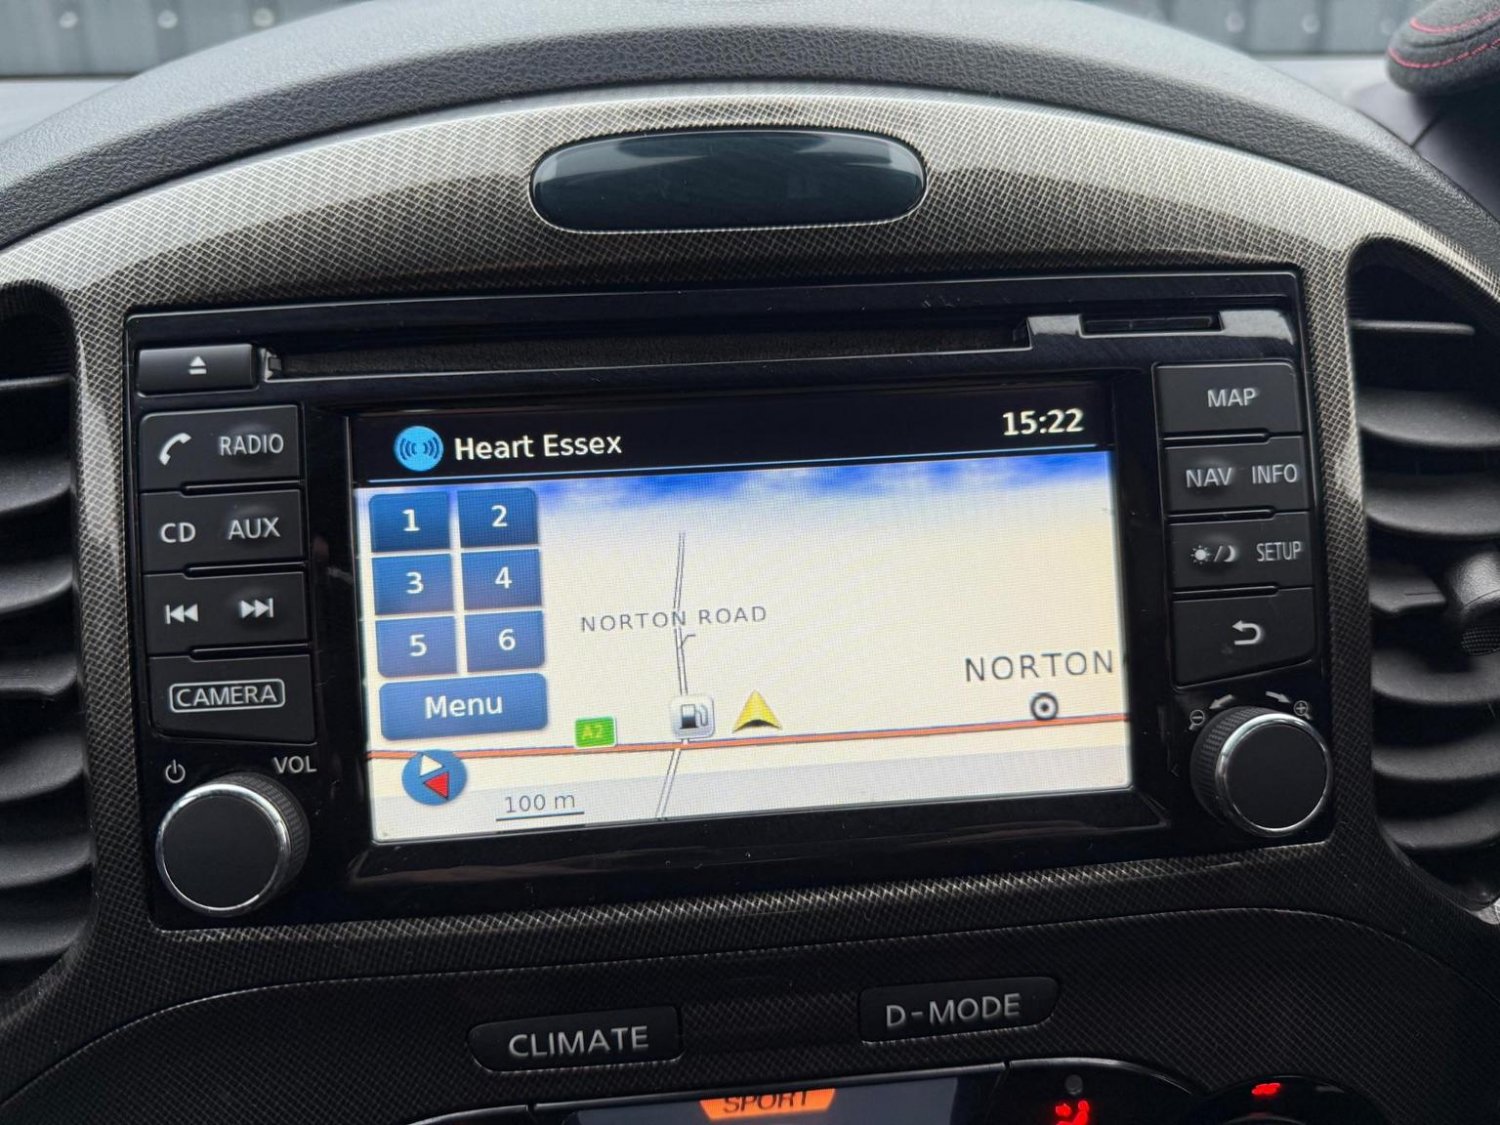 RADIO
CD AUX
CAMERA
VOL
Heart Essex
15:22
1 2
3 4
5 6
Menu
NORTON ROAD
NORTON
A2
100 m
MAP
NAV INFO
SETUP
CLIMATE
D-MODE
SPORT